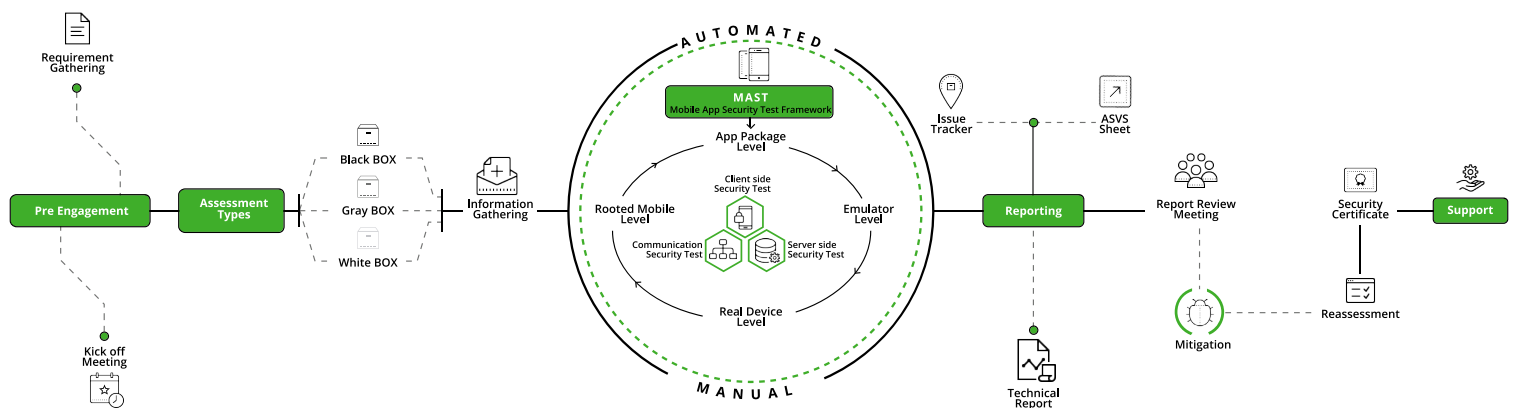 Requirement
Gathering
Pre Engagement
Kick off
Meeting
Assessment
Types
Black BOX
Gray BOX
White BOX
Information
Gathering
AUTOMATED
MAST
Mobile App Security Test Framework
App Package
Level
Client side
Security Test
Rooted Mobile
Level
Emulator
Level
Communication
Security Test
Server side
Security Test
Real Device
Level
MANUAL
Issue
Tracker
ASVS
Sheet
Reporting
Technical
Report
Report Review
Meeting
Mitigation
Reassessment
Security
Certificate
Support